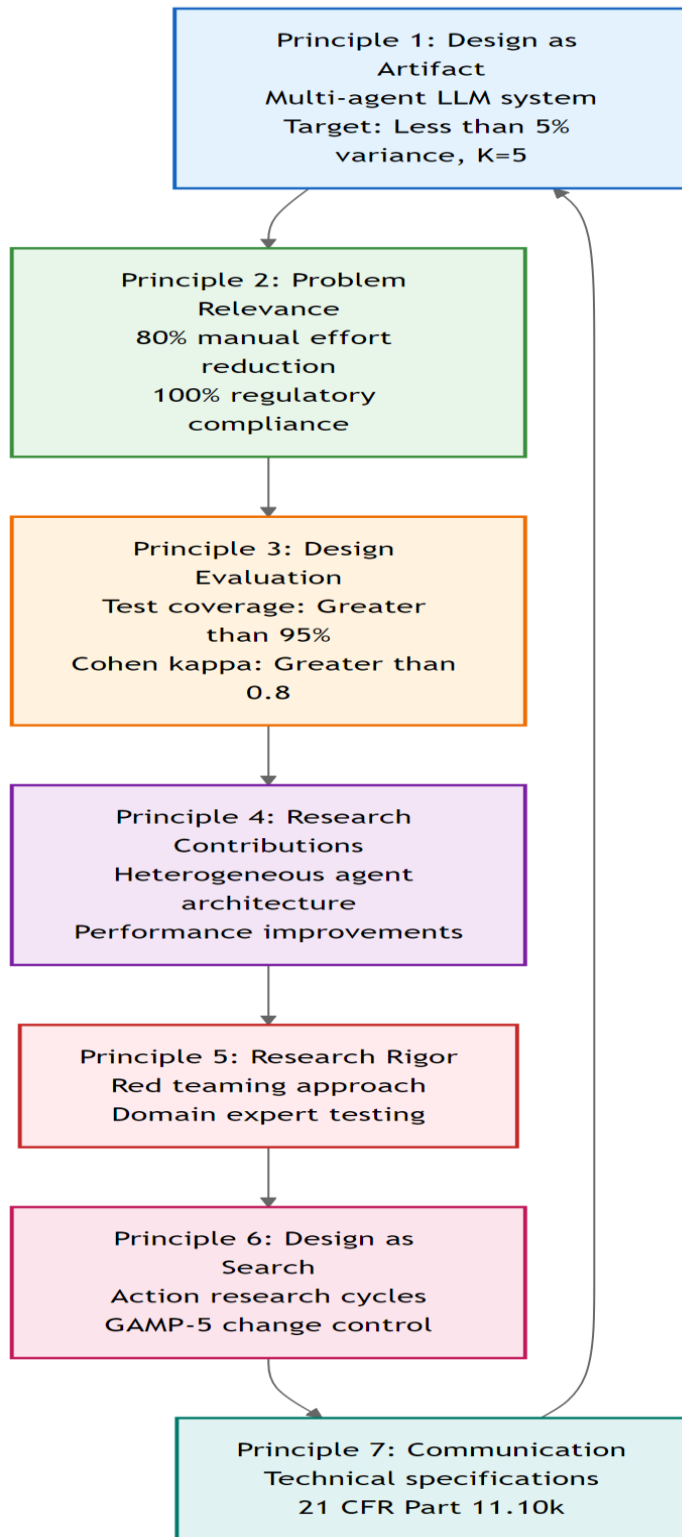 Principle 1: Design as
Artifact
Multi-agent LLM system
Target: Less than 5%
variance, K=5
Principle 2: Problem
Relevance
80% manual effort
reduction
100% regulatory
compliance
Principle 3: Design
Evaluation
Test coverage: Greater
than 95%
Cohen kappa: Greater than
0.8
Principle 4: Research
Contributions
Heterogeneous agent
architecture
Performance improvements
Principle 5: Research Rigor
Red teaming approach
Domain expert testing
Principle 6: Design as
Search
Action research cycles
GAMP-5 change control
Principle 7: Communication
Technical specifications
21 CFR Part 11.10k